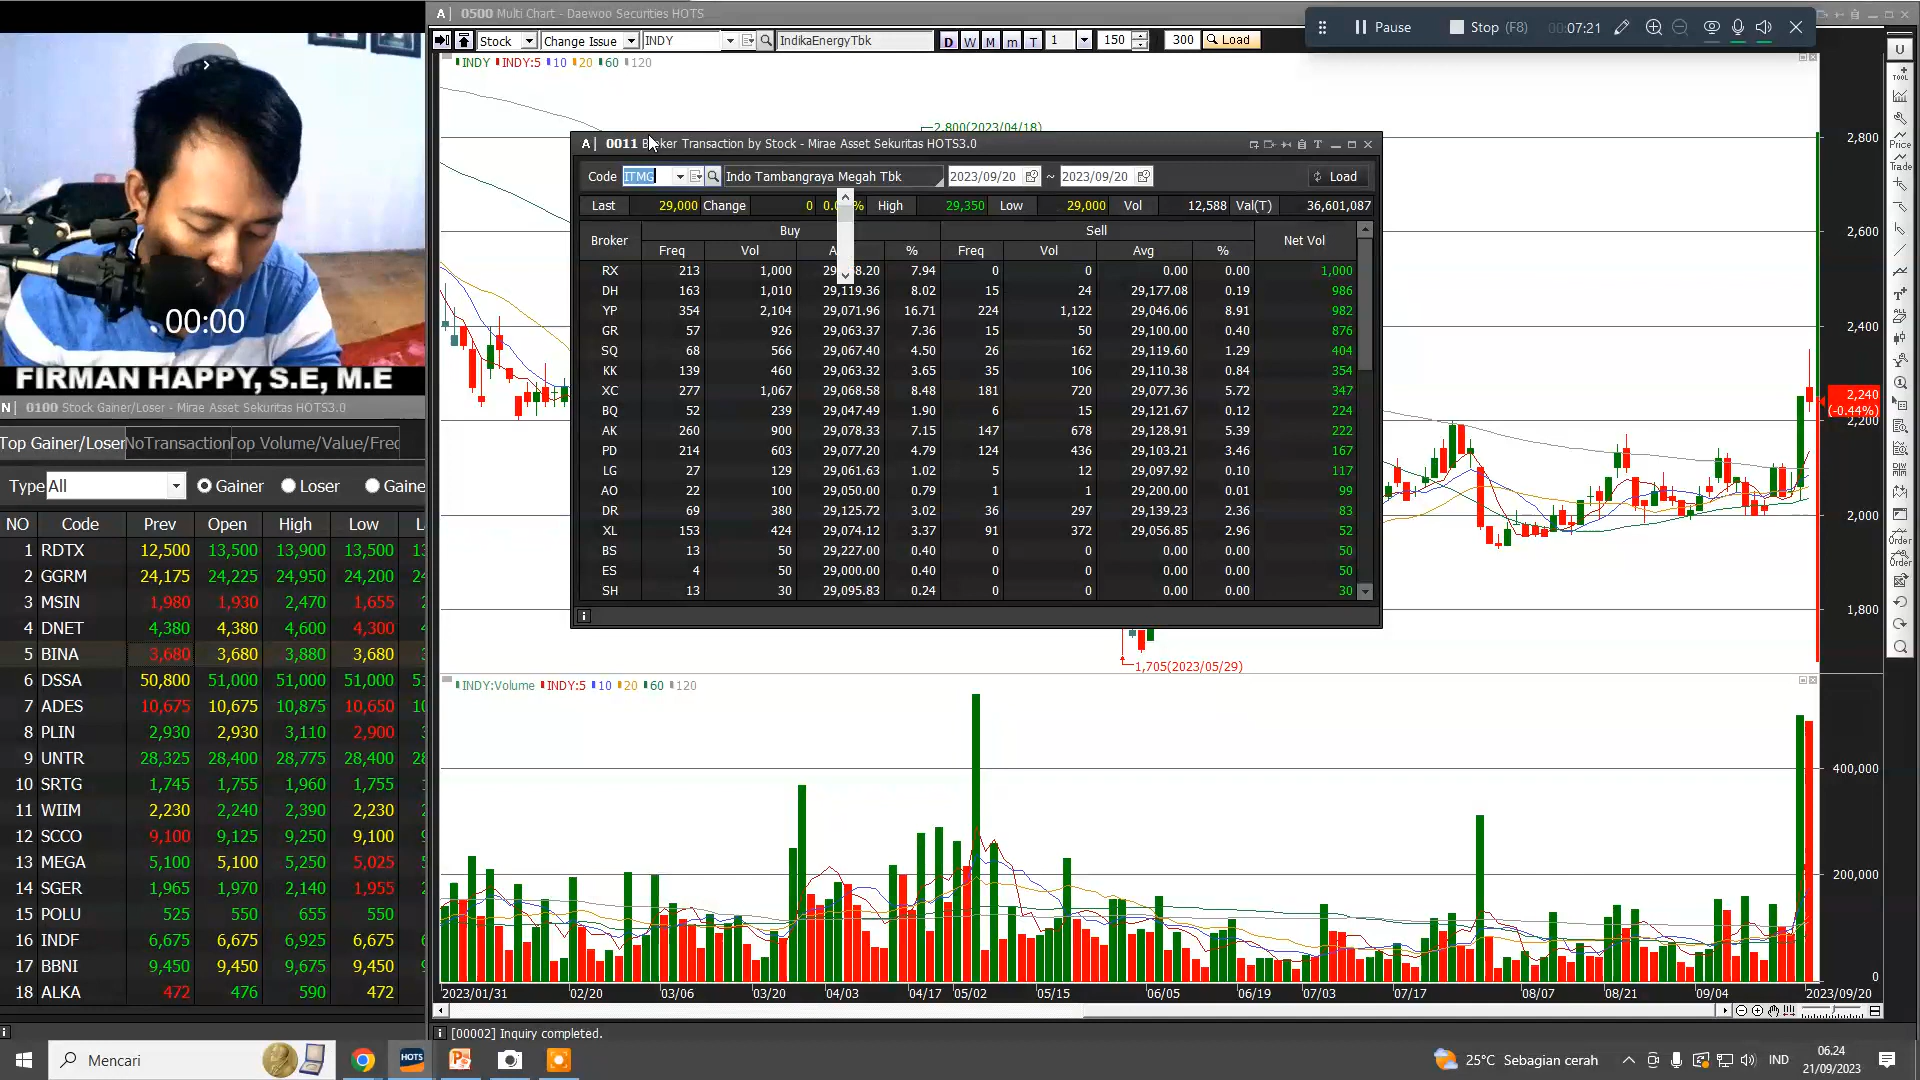 A| 0500 Multi Chart - Daewoo Securities HOTS
Pause Stop (F8) 00:07:21
Stock Change Issue INDY IndikaEnergyTbk D W M m T 1 150 300 Load
INDY INDY:5 10 20 60 120
2,800(2023/04/18)
2,800
2,600
2,400
2,240
(-0.44%)
2,200
2,000
1,800
1,705(2023/05/29)
U
TOOL
Price
Trade
Order
Order
A| 0011 Broker Transaction by Stock - Mirae Asset Sekuritas HOTS3.0
Code ITMG Indo Tambangraya Megah Tbk 2023/09/20 ~ 2023/09/20 Load
Last 29,000 Change 0 % High 29,350 Low 29,000 Vol 12,588 Val(T) 36,601,087
Broker Buy Sell Net Vol
Freq Vol % Freq Vol Avg %
RX 213 1,000 7.94 0 0 0.00 0.00 1,000
DH 163 1,010 29,119.36 8.02 15 24 29,177.08 0.19 986
YP 354 2,104 29,071.96 16.71 224 1,122 29,046.06 8.91 982
GR 57 926 29,063.37 7.36 15 50 29,100.00 0.40 876
SQ 68 566 29,067.40 4.50 26 162 29,119.60 1.29 404
KK 139 460 29,063.32 3.65 35 106 29,110.38 0.84 354
XC 277 1,067 29,068.58 8.48 181 720 29,077.36 5.72 347
BQ 52 239 29,047.49 1.90 6 15 29,121.67 0.12 224
AK 260 900 29,078.33 7.15 147 678 29,128.91 5.39 222
PD 214 603 29,077.20 4.79 124 436 29,103.21 3.46 167
LG 27 129 29,061.63 1.02 5 12 29,097.92 0.10 117
AO 22 100 29,050.00 0.79 1 1 29,200.00 0.01 99
DR 69 380 29,125.72 3.02 36 297 29,139.23 2.36 83
XL 153 424 29,074.12 3.37 91 372 29,056.85 2.96 52
BS 13 50 29,227.00 0.40 0 0 0.00 0.00 50
ES 4 50 29,000.00 0.40 0 0 0.00 0.00 50
SH 13 30 29,095.83 0.24 0 0 0.00 0.00 30
00:00
FIRMAN HAPPY, S.E, M.E
N| 0100 Stock Gainer/Loser - Mirae Asset Sekuritas HOTS3.0
Top Gainer/Loser NoTransaction Top Volume/Value/Freq
Type All Gainer Loser Gaine
NO Code Prev Open High Low
1 RDTX 12,500 13,500 13,900 13,500
2 GGRM 24,175 24,225 24,950 24,200
3 MSIN 1,980 1,930 2,470 1,655
4 DNET 4,380 4,380 4,600 4,300
5 BINA 3,680 3,680 3,880 3,680
6 DSSA 50,800 51,000 51,000 51,000
7 ADES 10,675 10,675 10,875 10,650
8 PLIN 2,930 2,930 3,110 2,900
9 UNTR 28,325 28,400 28,775 28,400
10 SRTG 1,745 1,755 1,960 1,755
11 WIIM 2,230 2,240 2,390 2,230
12 SCCO 9,100 9,125 9,250 9,100
13 MEGA 5,100 5,100 5,250 5,025
14 SGER 1,965 1,970 2,140 1,955
15 POLU 525 550 655 550
16 INDF 6,675 6,675 6,925 6,675
17 BBNI 9,450 9,450 9,675 9,450
18 ALKA 472 476 590 472
INDY:Volume INDY:5 10 20 60 120
400,000
200,000
0
2023/01/31 02/20 03/06 03/20 04/03 04/17 05/02 05/15 06/05 06/19 07/03 07/17 08/07 08/21 09/04 2023/09/20
[00002] Inquiry completed.
Mencari HOTS 25°C Sebagian cerah IND 06.24
21/09/2023